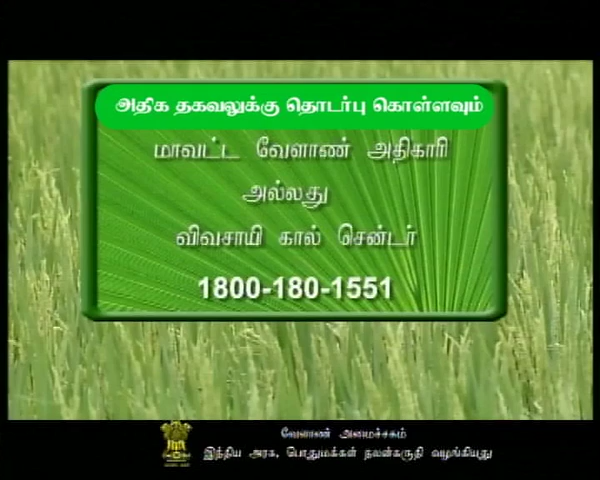 அதிக தகவலுக்கு தொடர்பு கொள்ளவும்
மாவட்ட வேளாண் அதிகாரி
அல்லது
விவசாயி கால் சென்டர்
1800-180-1551
வேளாண் அமைச்சகம்
இந்திய அரசு, பொதுமக்கள் நலன்கருதி வழங்கியது